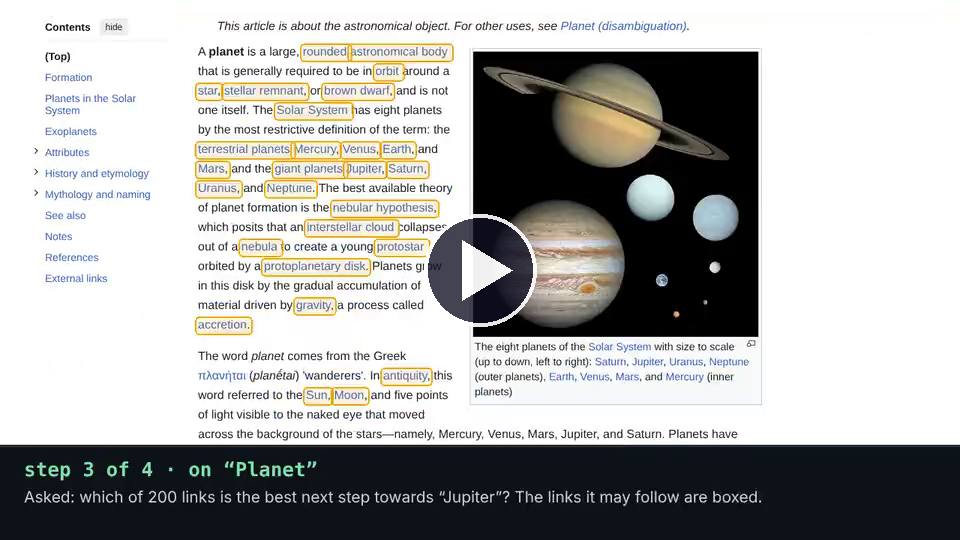 Contents hide
(Top)
Formation
Planets in the Solar
System
Exoplanets
Attributes
History and etymology
Mythology and naming
See also
Notes
References
External links
This article is about the astronomical object. For other uses, see Planet (disambiguation).
A planet is a large, rounded astronomical body
that is generally required to be in orbit around a
star, stellar remnant, or brown dwarf, and is not
one itself. The Solar System has eight planets
by the most restrictive definition of the term: the
terrestrial planets Mercury, Venus, Earth, and
Mars, and the giant planets Jupiter, Saturn,
Uranus, and Neptune. The best available theory
of planet formation is the nebular hypothesis,
which posits that an interstellar cloud collapses
out of a nebula to create a young protostar
orbited by a protoplanetary disk. Planets grow
in this disk by the gradual accumulation of
material driven by gravity, a process called
accretion.
The word planet comes from the Greek
πλανήται (planḗtai) 'wanderers'. In antiquity, this
word referred to the Sun, Moon, and five points
of light visible to the naked eye that moved
across the background of the stars—namely, Mercury, Venus, Mars, Jupiter, and Saturn. Planets have
The eight planets of the Solar System with size to scale
(up to down, left to right): Saturn, Jupiter, Uranus, Neptune
(outer planets), Earth, Venus, Mars, and Mercury (inner
planets)
step 3 of 4 · on “Planet”
Asked: which of 200 links is the best next step towards “Jupiter”? The links it may follow are boxed.